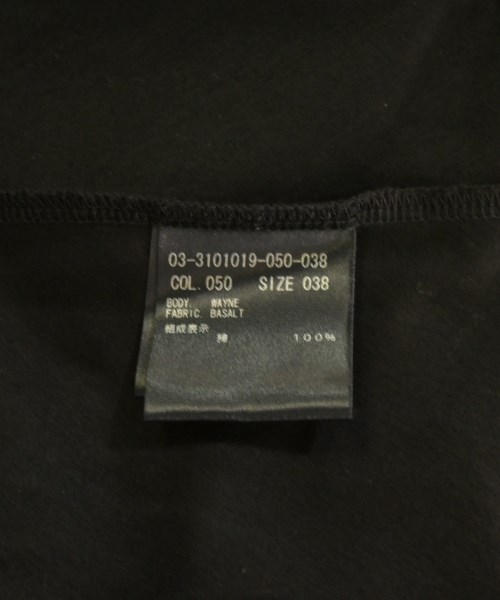 03-3101019-050-038
COL. 050 SIZE 038
BODY. WAYNE
FABRIC. BASALT
組成表示
綿 100%